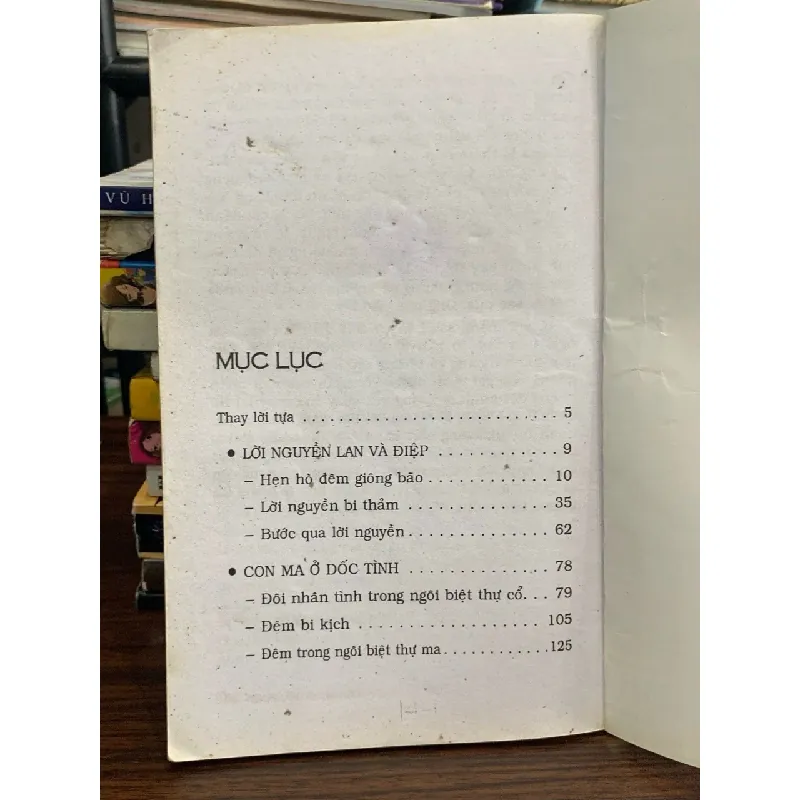 VŨ H
MỤC LỤC
Thay lời tựa . . . . . . . . . . . . . . . . . . . . . . . . . . . . 5
● LỜI NGUYỀN LAN VÀ ĐIỆP . . . . . . . . . . . . 9
– Hẹn hò đêm giông bão . . . . . . . . . . . . 10
– Lời nguyền bi thảm . . . . . . . . . . . . . . 35
– Bước qua lời nguyền . . . . . . . . . . . . . . 62
● CON MA Ở DỐC TÌNH . . . . . . . . . . . . . . . 78
– Đôi nhân tình trong ngôi biệt thự cổ . . . 79
– Đêm bi kịch . . . . . . . . . . . . . . . . . . . 105
– Đêm trong ngôi biệt thự ma . . . . . . . . . . . . 125